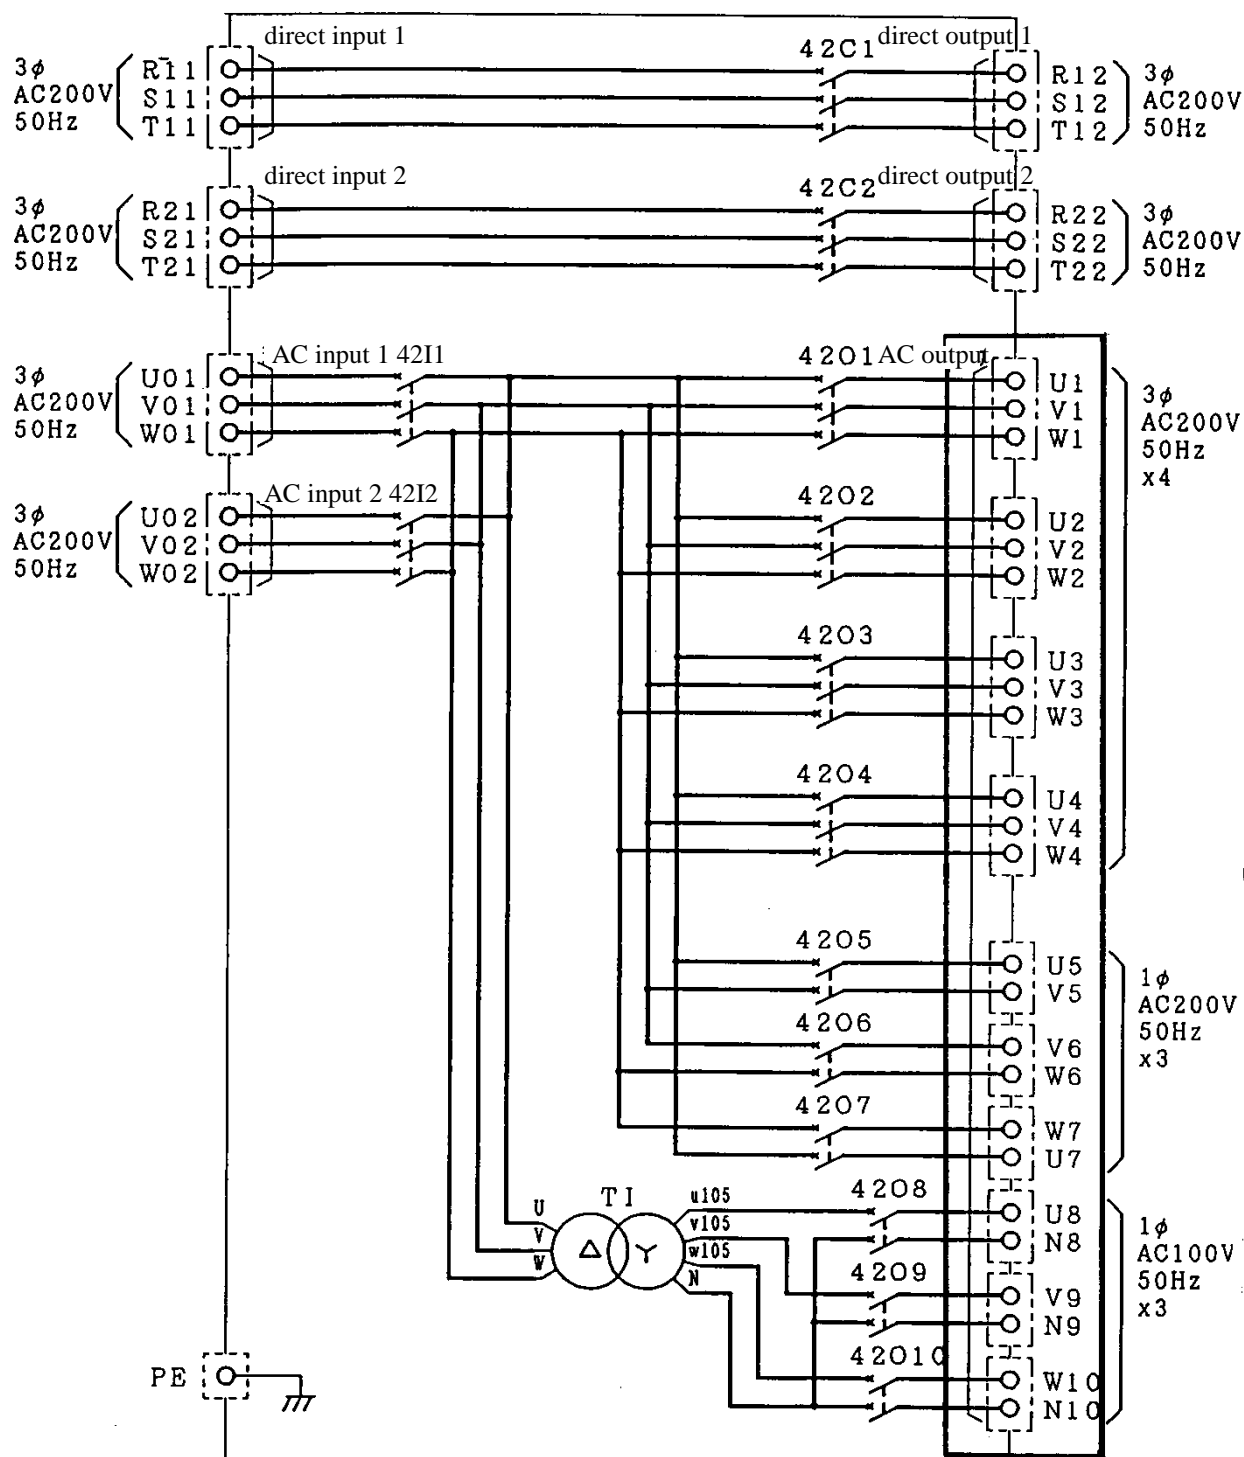 direct input 1
42C1
direct output 1
3φ
AC200V
50Hz
R11
S11
T11
R12
S12
T12
3φ
AC200V
50Hz
direct input 2
42C2
direct output 2
3φ
AC200V
50Hz
R21
S21
T21
R22
S22
T22
3φ
AC200V
50Hz
AC input 1 42I1
42O1
AC output
3φ
AC200V
50Hz
U01
V01
W01
U1
V1
W1
3φ
AC200V
50Hz
x4
AC input 2 42I2
3φ
AC200V
50Hz
U02
V02
W02
42O2
U2
V2
W2
42O3
U3
V3
W3
42O4
U4
V4
W4
42O5
U5
V5
1φ
AC200V
50Hz
x3
42O6
V6
W6
42O7
W7
U7
TI
U
V
W
Δ
Y
u105
v105
w105
N
42O8
U8
N8
1φ
AC100V
50Hz
x3
42O9
V9
N9
42O10
W10
N10
PE